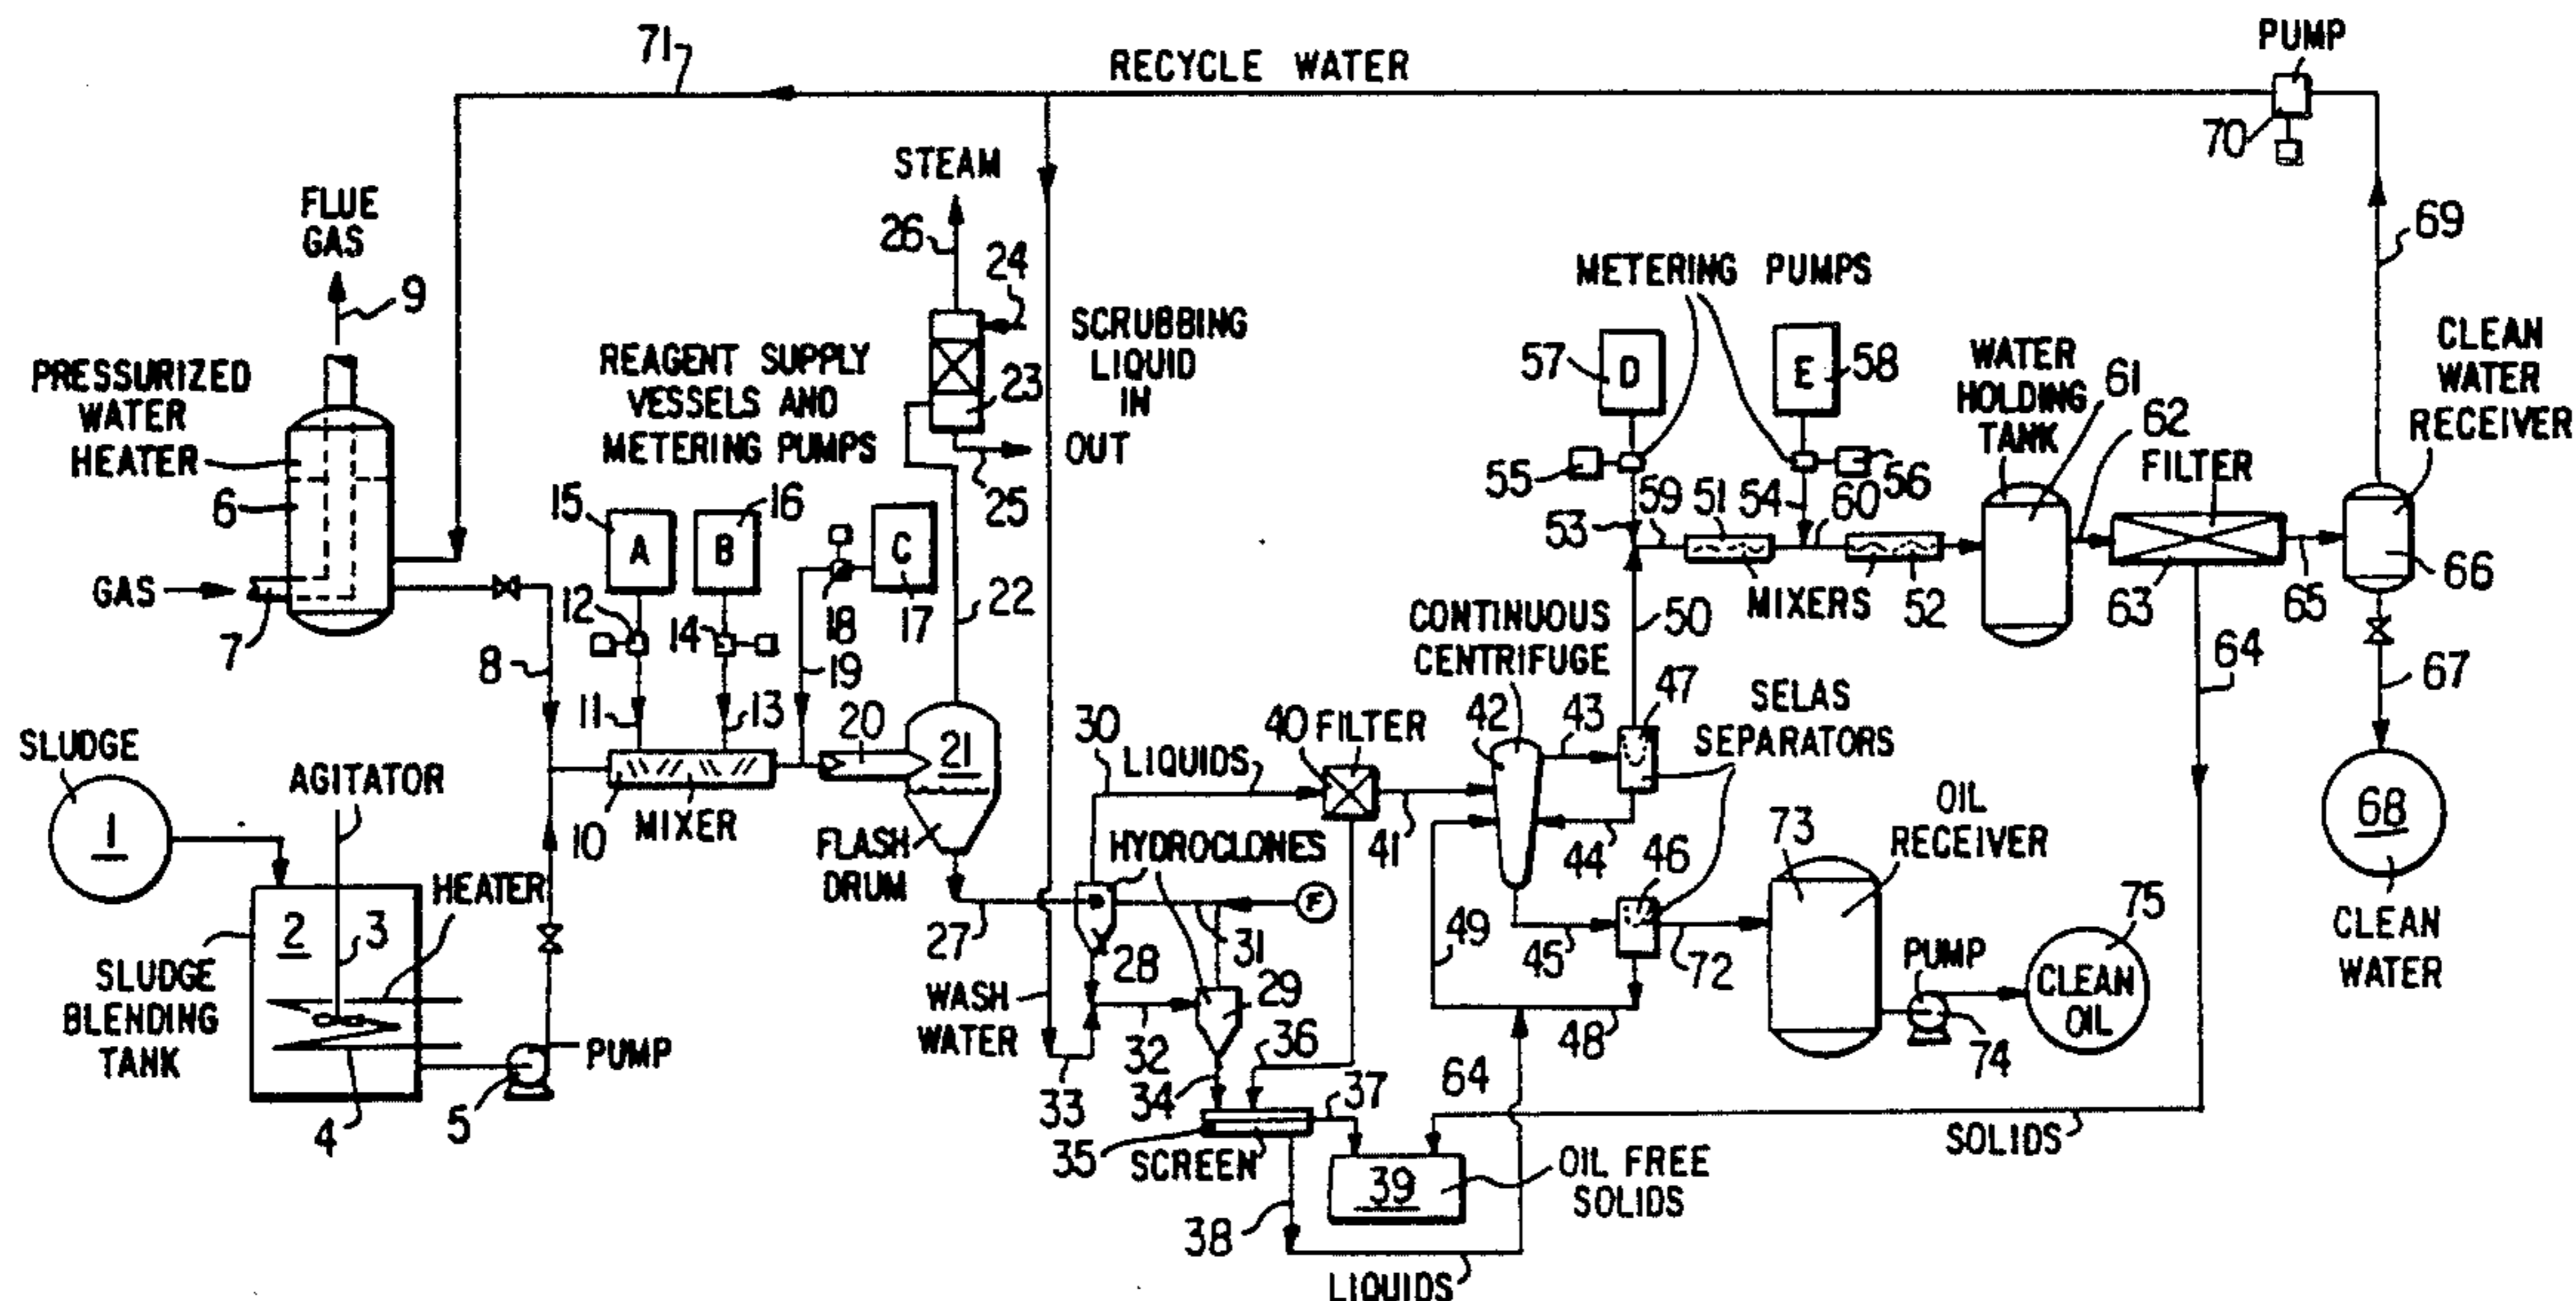 71
RECYCLE WATER
PUMP
70
69
FLUE
GAS
9
STEAM
26
24
SCRUBBING
LIQUID
IN
23
OUT
25
22
PRESSURIZED
WATER
HEATER
6
GAS
7
8
REAGENT SUPPLY
VESSELS AND
METERING PUMPS
15
A
16
B
C
17
18
19
12
14
11
13
10
MIXER
20
21
FLASH
DRUM
SLUDGE
1
AGITATOR
HEATER
2
3
SLUDGE
BLENDING
TANK
4
5
PUMP
27
WASH
WATER
33
28
HYDROCLONES
F
31
29
32
34
30
LIQUIDS
40
FILTER
41
36
37
35
SCREEN
38
LIQUIDS
39
OIL FREE
SOLIDS
CONTINUOUS
CENTRIFUGE
42
43
44
45
46
47
SELAS
SEPARATORS
48
49
50
64
METERING PUMPS
57
D
E
58
55
56
53
59
51
54
60
MIXERS
52
WATER
HOLDING
TANK
61
62
FILTER
63
64
65
CLEAN
WATER
RECEIVER
66
67
68
CLEAN
WATER
SOLIDS
72
73
OIL
RECEIVER
PUMP
74
75
CLEAN
OIL